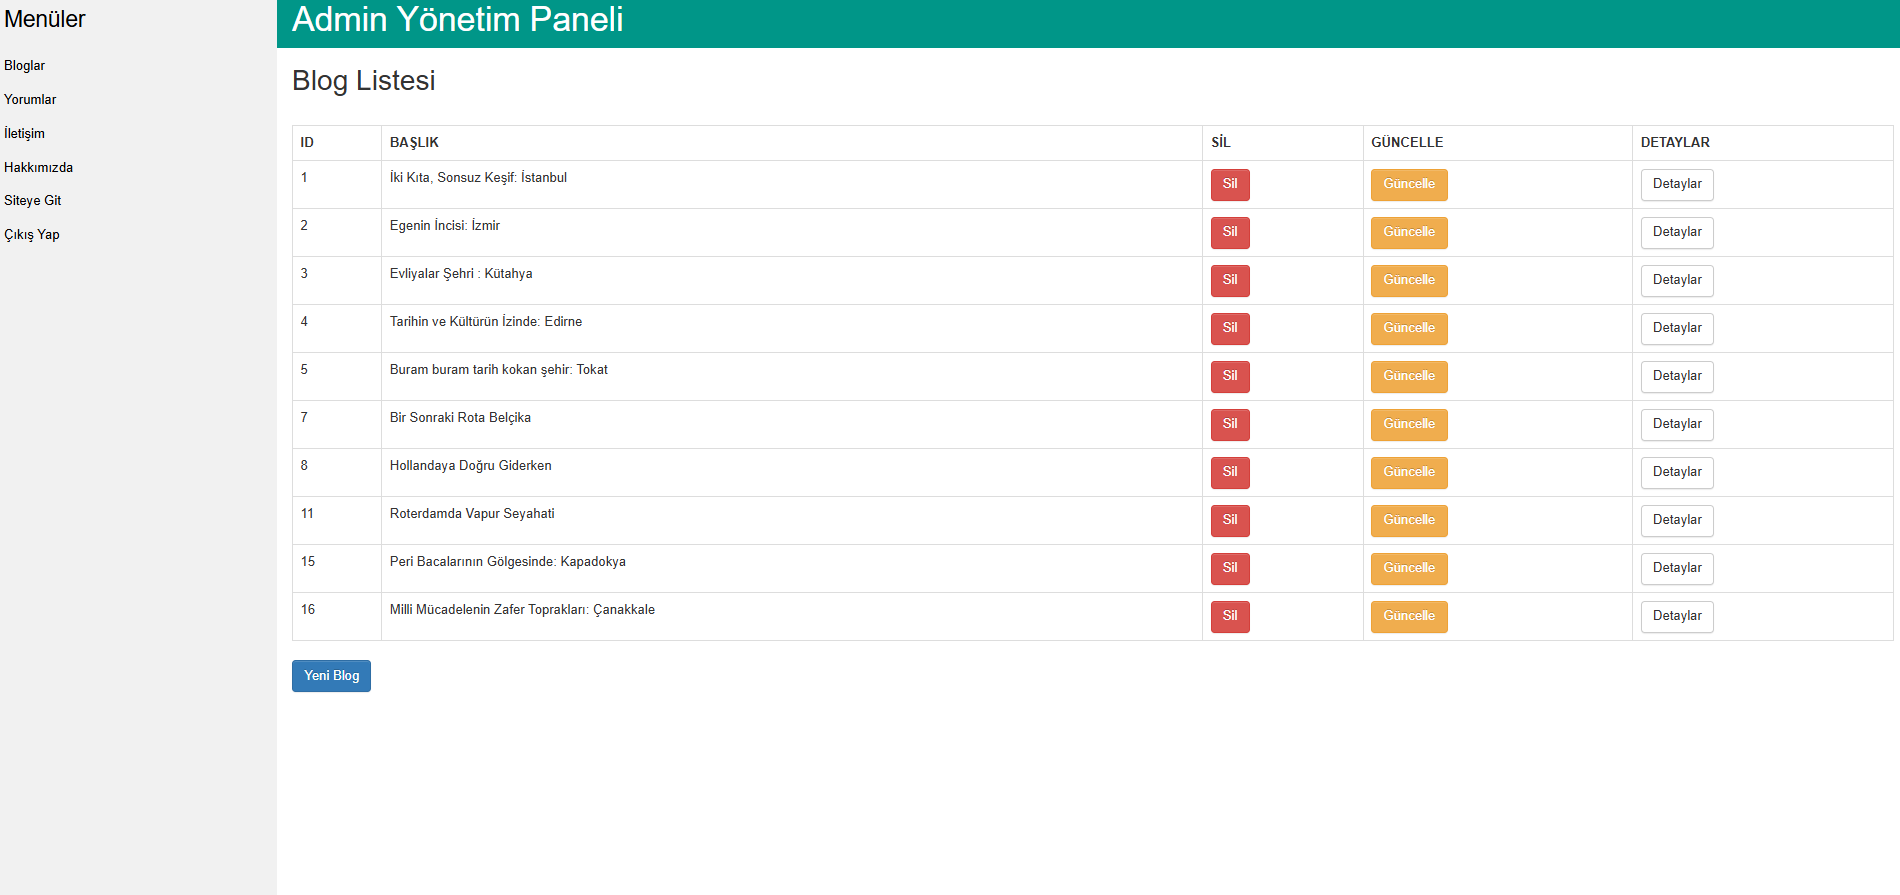 Menüler
Bloglar
Yorumlar
İletişim
Hakkımızda
Siteye Git
Çıkış Yap
Admin Yönetim Paneli
Blog Listesi
ID BAŞLIK SİL GÜNCELLE DETAYLAR
1 İki Kıta, Sonsuz Keşif: İstanbul Sil Güncelle Detaylar
2 Egenin İncisi: İzmir Sil Güncelle Detaylar
3 Evliyalar Şehri : Kütahya Sil Güncelle Detaylar
4 Tarihin ve Kültürün İzinde: Edirne Sil Güncelle Detaylar
5 Buram buram tarih kokan şehir: Tokat Sil Güncelle Detaylar
7 Bir Sonraki Rota Belçika Sil Güncelle Detaylar
8 Hollandaya Doğru Giderken Sil Güncelle Detaylar
11 Roterdamda Vapur Seyahati Sil Güncelle Detaylar
15 Peri Bacalarının Gölgesinde: Kapadokya Sil Güncelle Detaylar
16 Milli Mücadelenin Zafer Toprakları: Çanakkale Sil Güncelle Detaylar
Yeni Blog